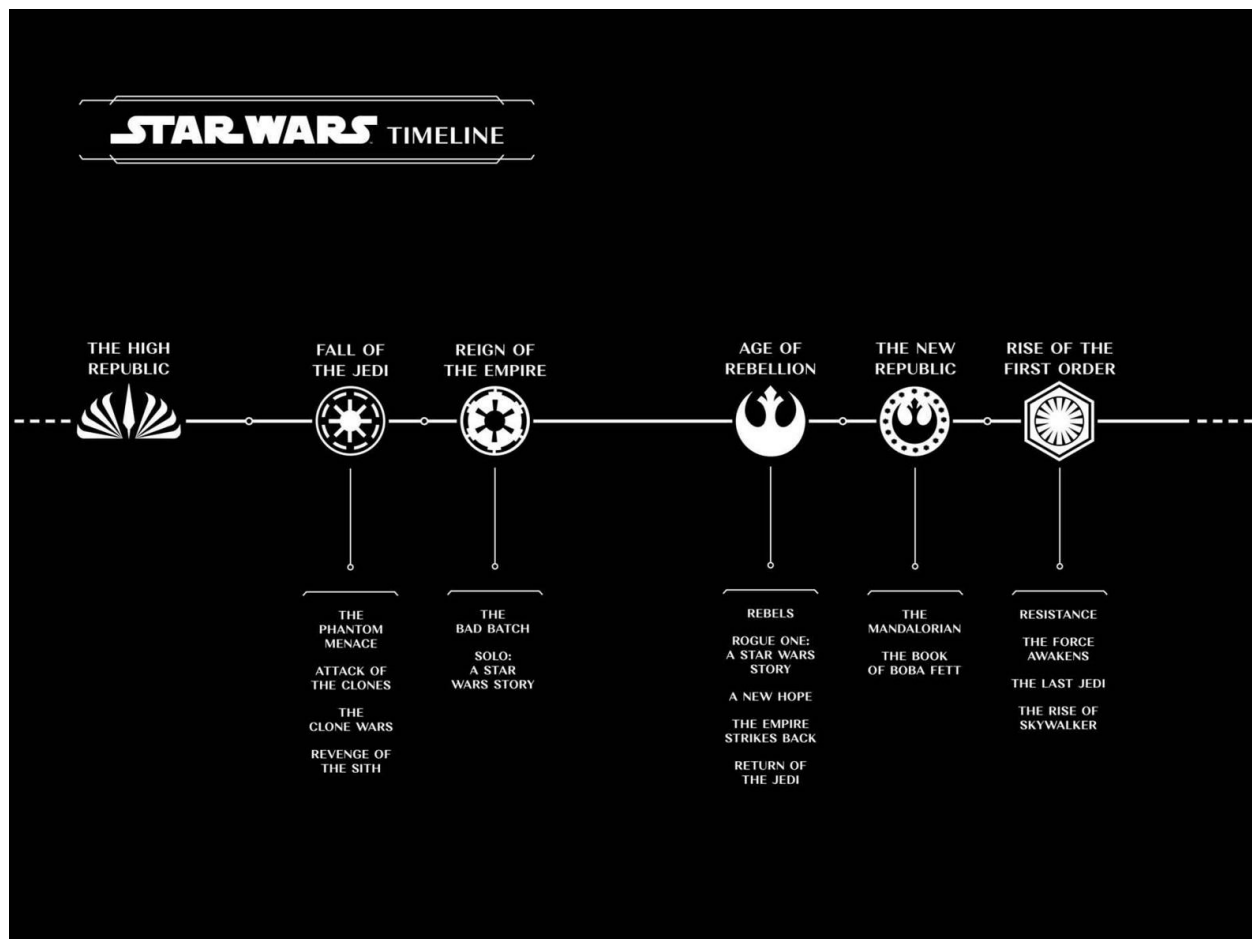 STAR WARS TIMELINE
THE HIGH
REPUBLIC
FALL OF
THE JEDI
REIGN OF
THE EMPIRE
AGE OF
REBELLION
THE NEW
REPUBLIC
RISE OF THE
FIRST ORDER
THE
PHANTOM
MENACE
ATTACK OF
THE CLONES
THE
CLONE WARS
REVENGE OF
THE SITH
THE
BAD BATCH
SOLO:
A STAR
WARS STORY
REBELS
ROGUE ONE:
A STAR WARS
STORY
A NEW HOPE
THE EMPIRE
STRIKES BACK
RETURN OF
THE JEDI
THE
MANDALORIAN
THE BOOK
OF BOBA FETT
RESISTANCE
THE FORCE
AWAKENS
THE LAST JEDI
THE RISE OF
SKYWALKER